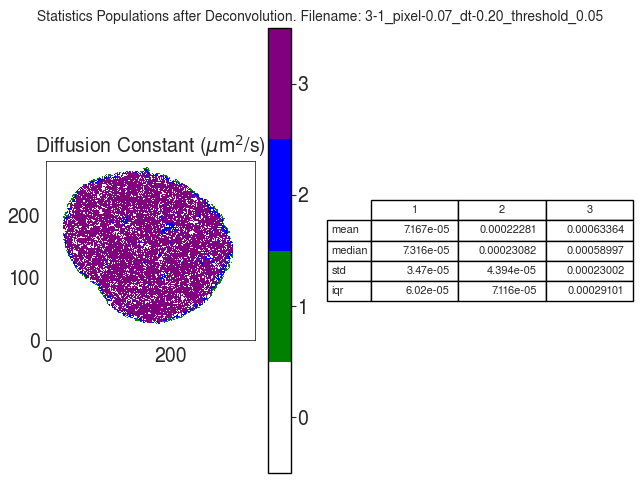 Statistics Populations after Deconvolution. Filename: 3-1_pixel-0.07_dt-0.20_threshold_0.05
Diffusion Constant (μm²/s)
200
100
0
0 200
3
2
1
0
1 2 3
mean 7.167e-05 0.00022281 0.00063364
median 7.316e-05 0.00023082 0.00058997
std 3.47e-05 4.394e-05 0.00023002
iqr 6.02e-05 7.116e-05 0.00029101